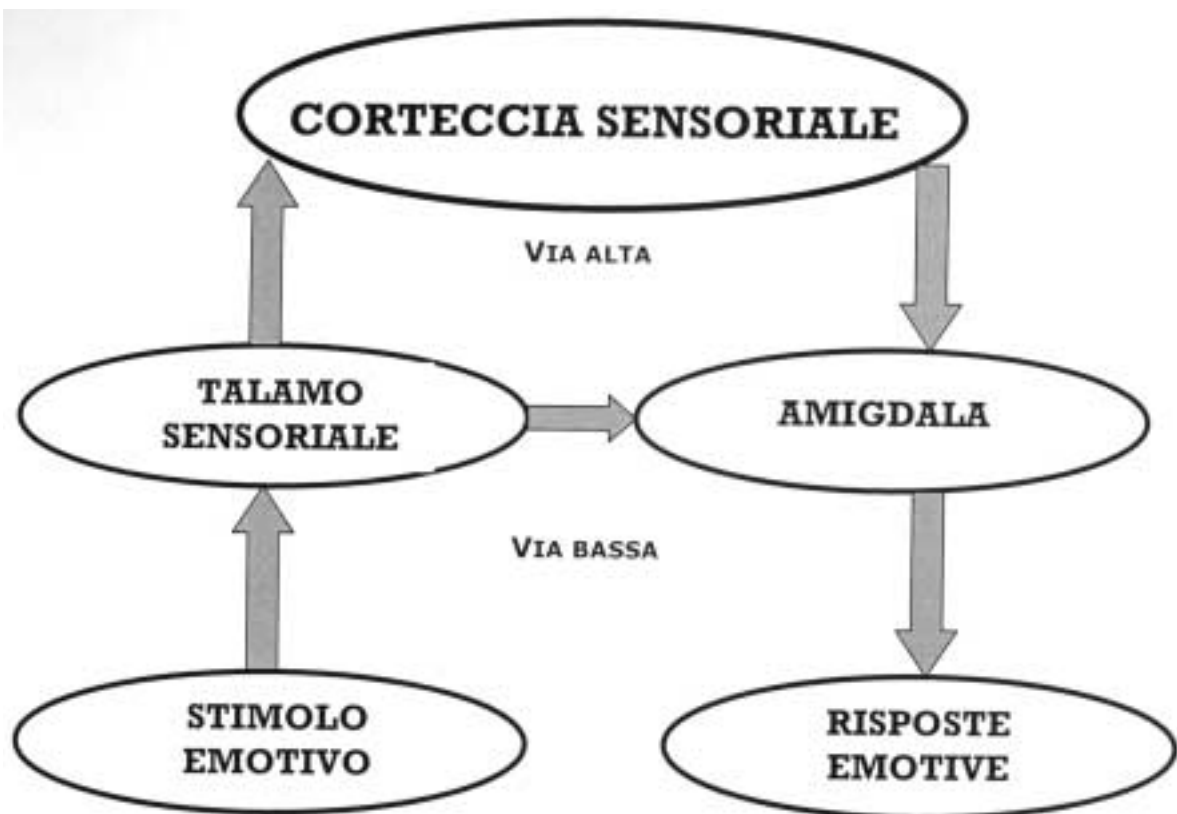 CORTECCIA SENSORIALE
VIA ALTA
TALAMO
SENSORIALE
AMIGDALA
VIA BASSA
STIMOLO
EMOTIVO
RISPOSTE
EMOTIVE